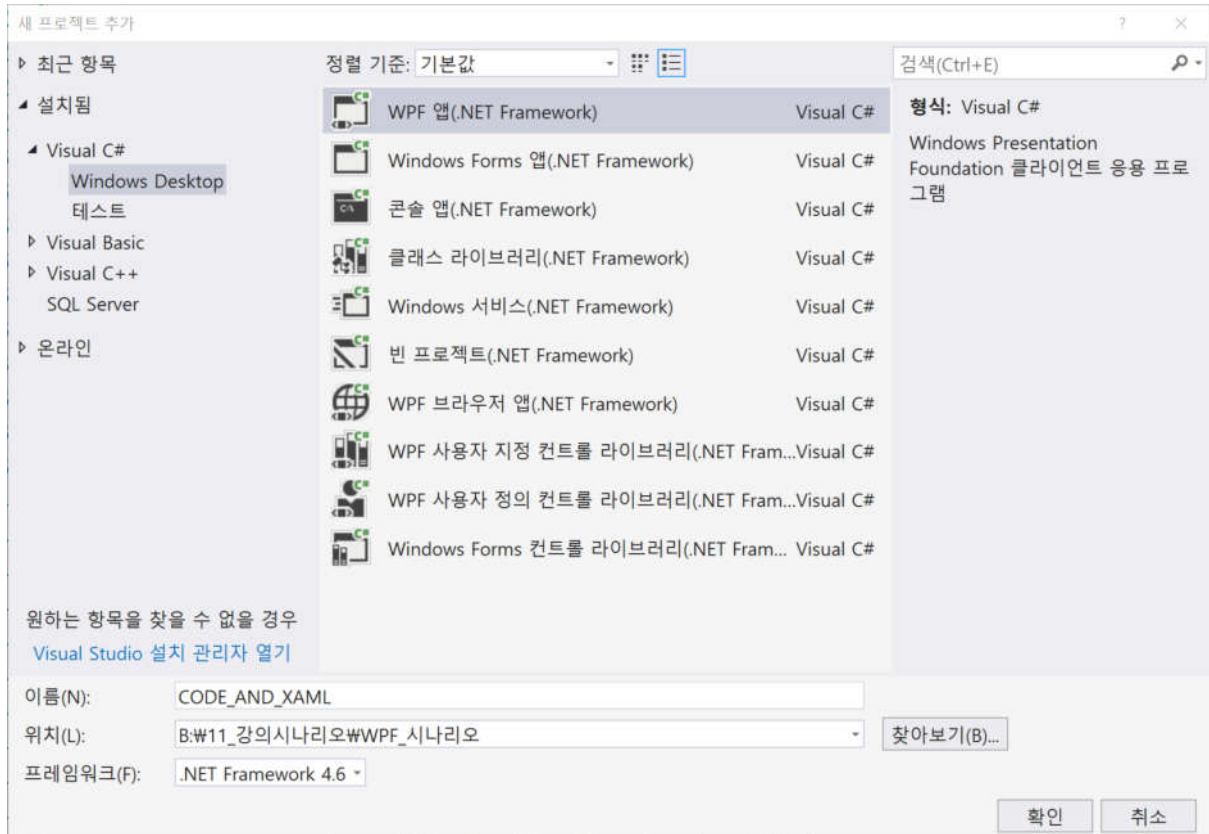 새 프로젝트 추가
?
최근 항목
설치됨
Visual C#
Windows Desktop
테스트
Visual Basic
Visual C++
SQL Server
온라인
원하는 항목을 찾을 수 없을 경우
Visual Studio 설치 관리자 열기
정렬 기준: 기본값
WPF 앱(.NET Framework) Visual C#
Windows Forms 앱(.NET Framework) Visual C#
콘솔 앱(.NET Framework) Visual C#
클래스 라이브러리(.NET Framework) Visual C#
Windows 서비스(.NET Framework) Visual C#
빈 프로젝트(.NET Framework) Visual C#
WPF 브라우저 앱(.NET Framework) Visual C#
WPF 사용자 지정 컨트롤 라이브러리(.NET Fram...Visual C#
WPF 사용자 정의 컨트롤 라이브러리(.NET Fram...Visual C#
Windows Forms 컨트롤 라이브러리(.NET Fram... Visual C#
검색(Ctrl+E)
형식: Visual C#
Windows Presentation
Foundation 클라이언트 응용 프로
그램
이름(N): CODE_AND_XAML
위치(L): B:₩11_강의시나리오₩WPF_시나리오 찾아보기(B)...
프레임워크(F): .NET Framework 4.6
확인 취소